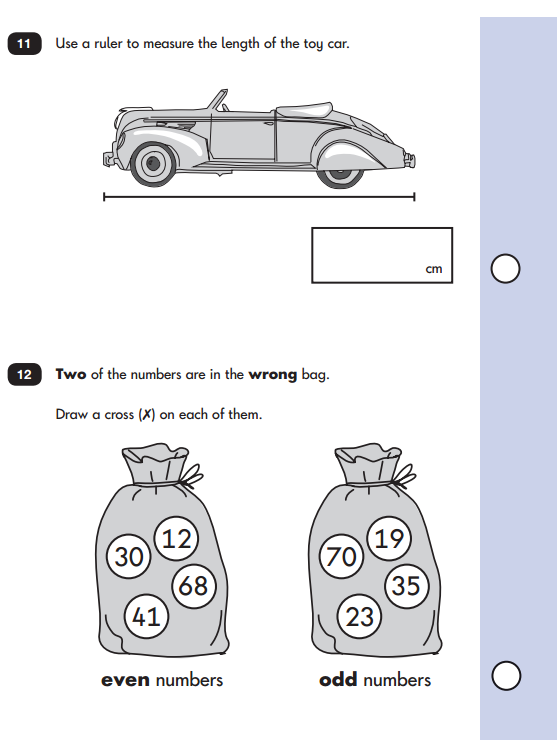 11 Use a ruler to measure the length of the toy car.
cm
12 Two of the numbers are in the wrong bag.
Draw a cross (✗) on each of them.
12 19
30 70
68 35
41 23
even numbers odd numbers